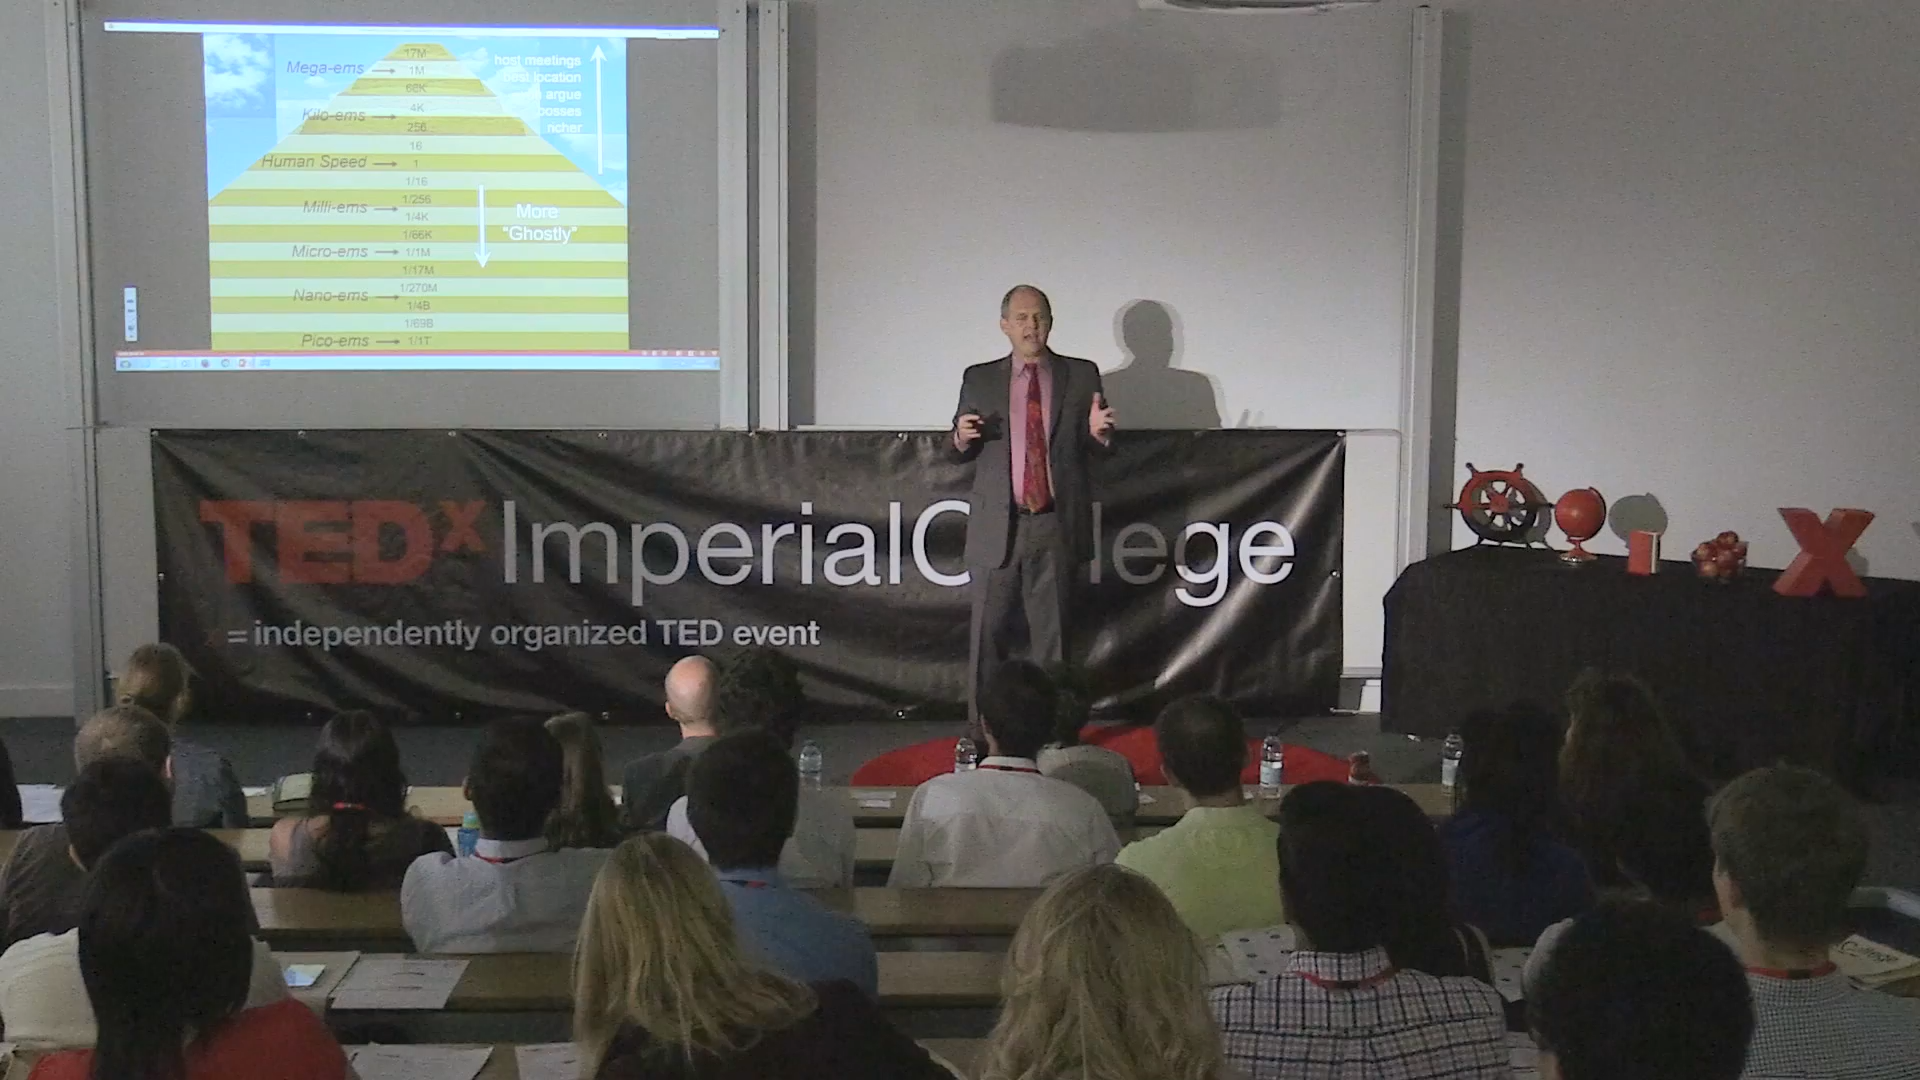 17M
Mega-ems
1M
66K
4K
Kilo-ems
256
16
Human Speed
1
1/16
1/256
Milli-ems
1/4K
1/66K
Micro-ems
1/1M
1/17M
1/270M
Nano-ems
1/4B
1/69B
Pico-ems
1/1T
host meetings
best location
argue
bosses
richer
More
"Ghostly"
TEDx ImperialC lege
x = independently organized TED event
X
College